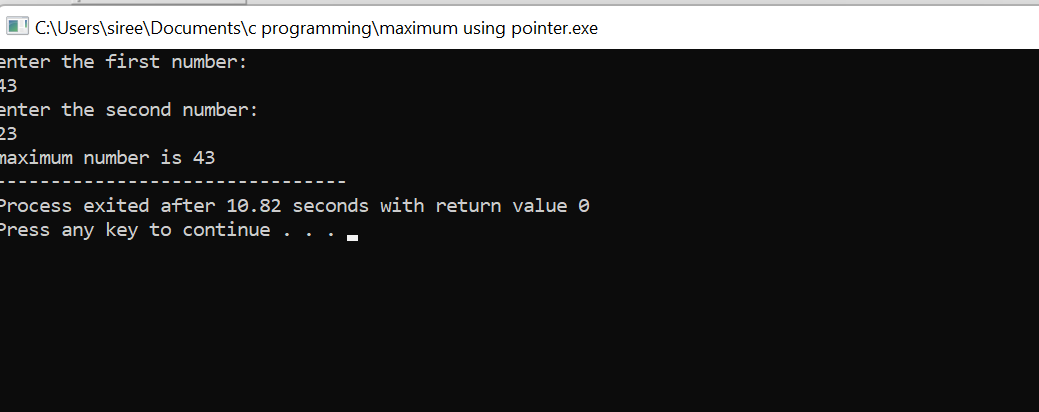 C:\Users\siree\Documents\c programming\maximum using pointer.exe
enter the first number:
43
enter the second number:
23
maximum number is 43
--------------------------------
Process exited after 10.82 seconds with return value 0
Press any key to continue . . .